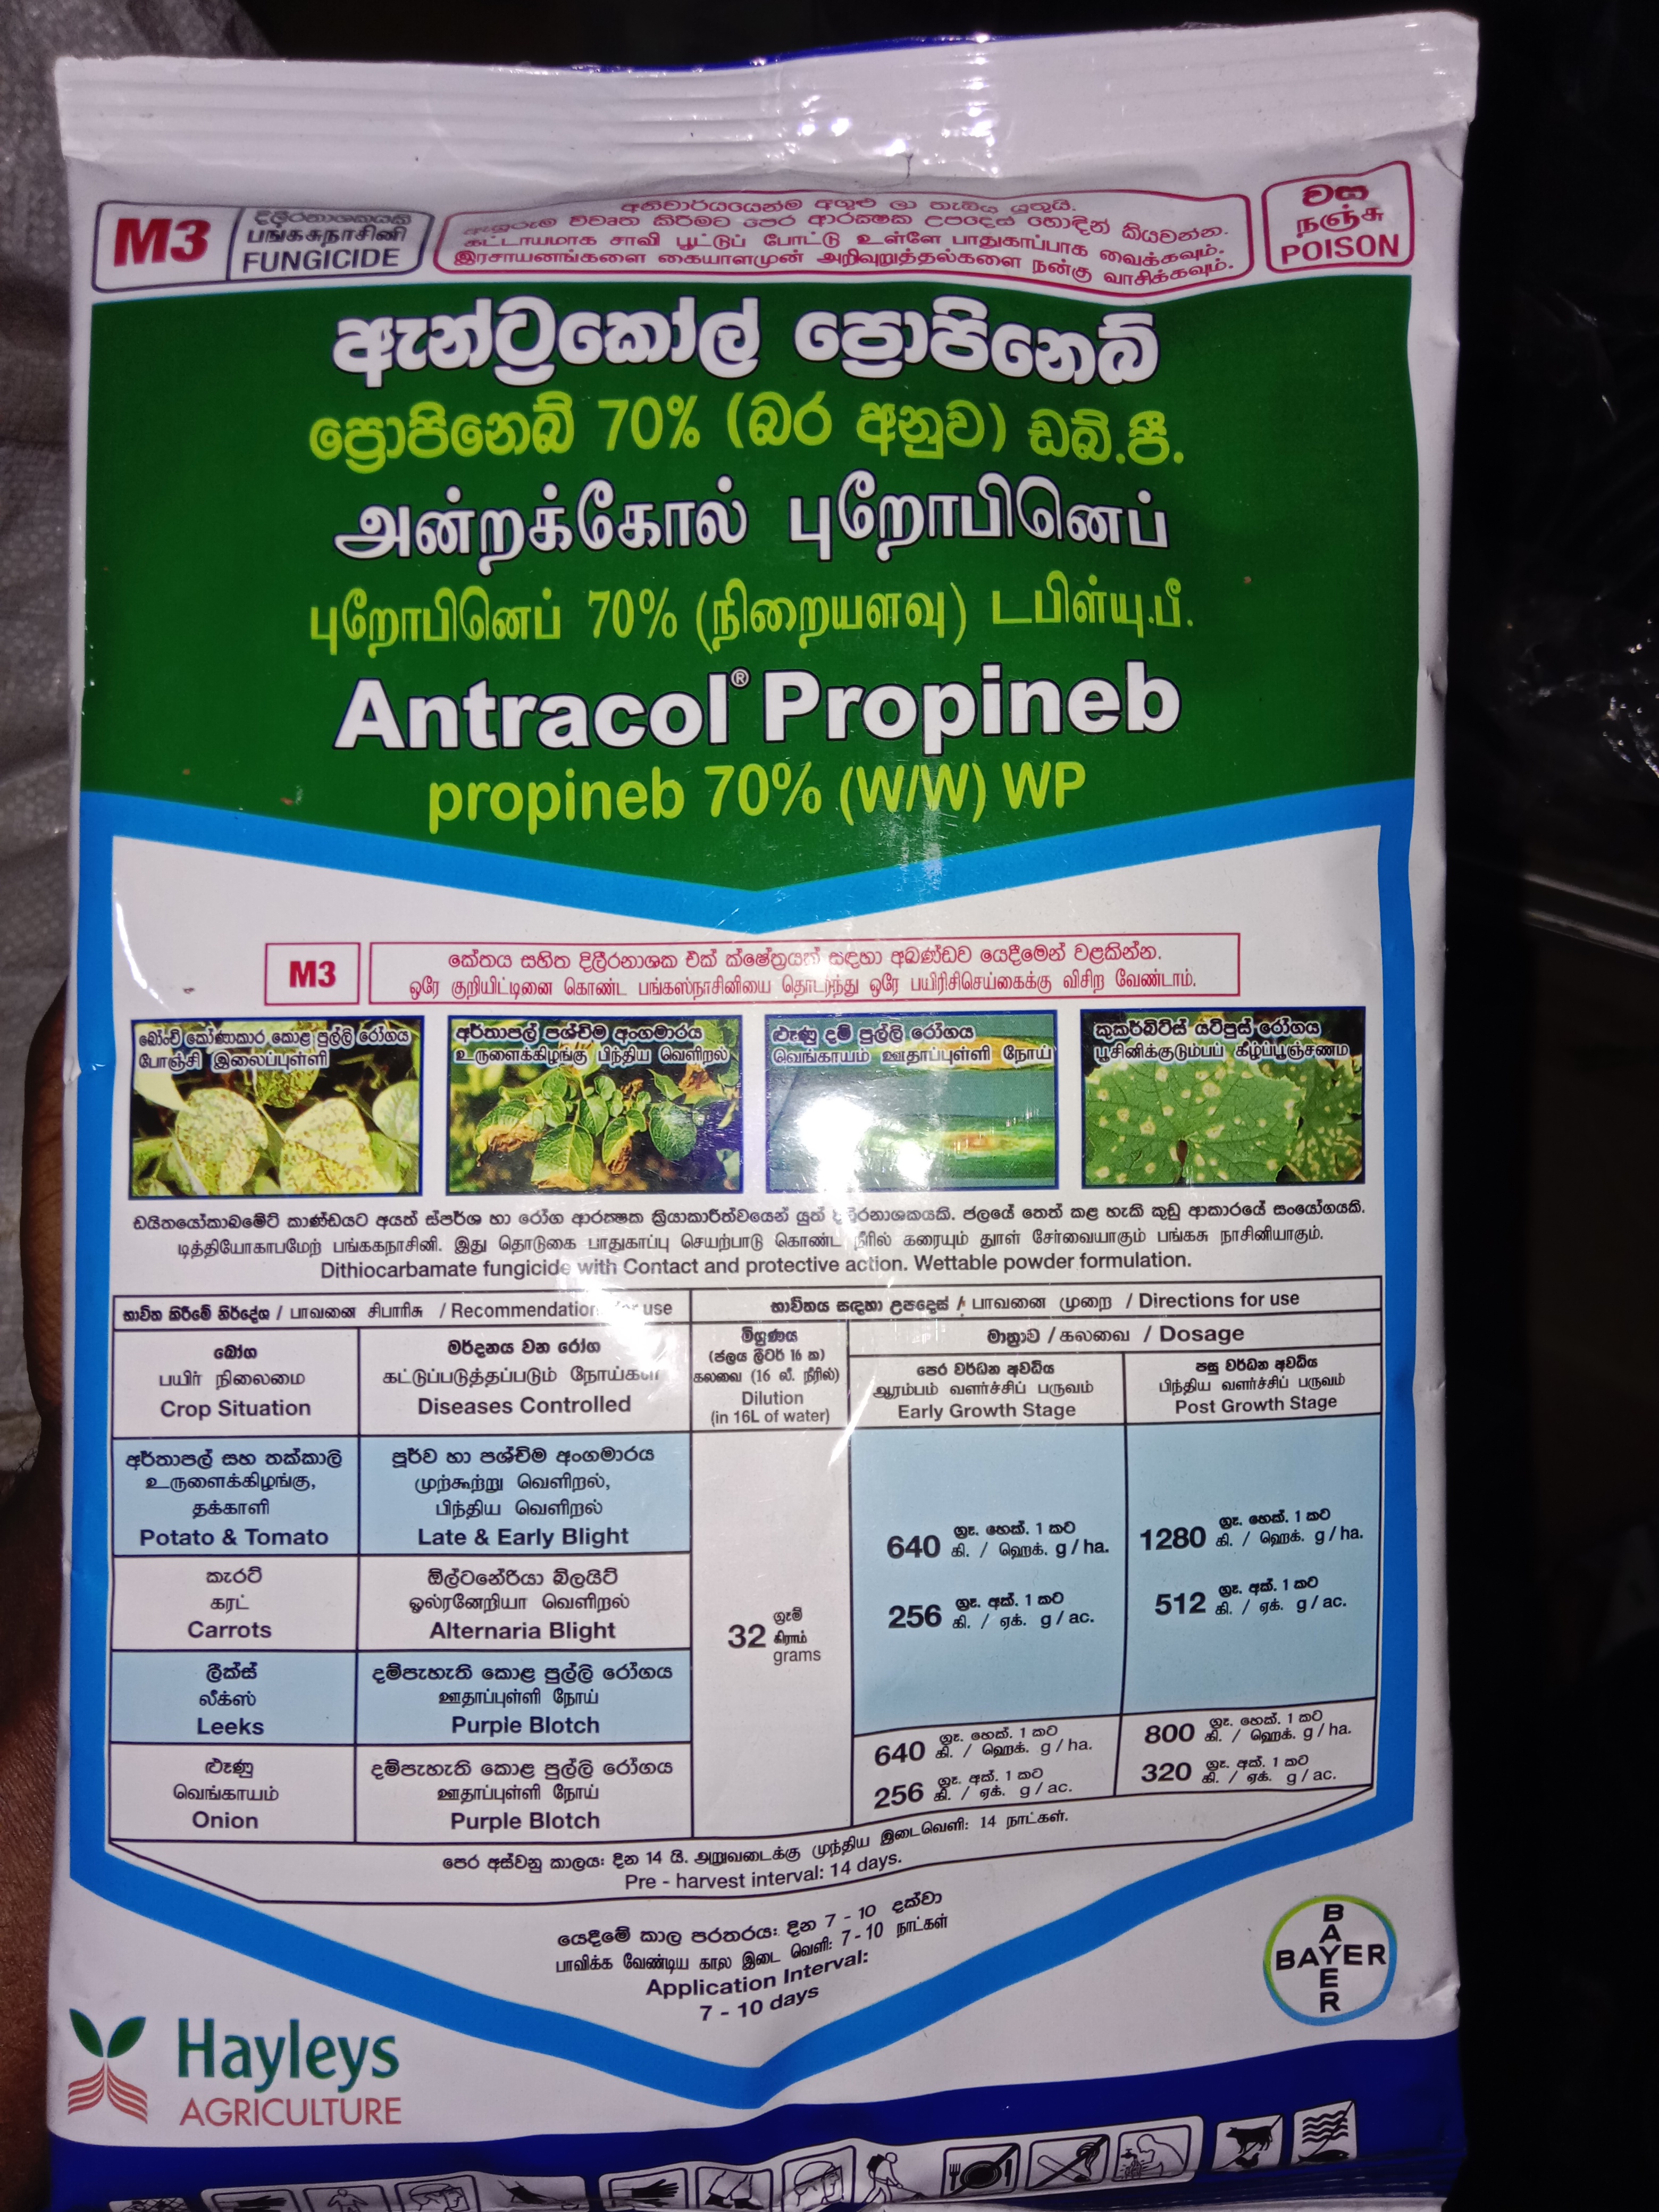 M3
දිලීරනාශකයකි
பங்கசுநாசினி
FUNGICIDE
අනිවාර්යයෙන්ම අගුළු ලා තැබිය යුතුයි.
ඇසුරුම විවෘත කිරීමට පෙර ආරක්ෂක උපදෙස් හොඳින් කියවන්න.
கட்டாயமாக சாவி பூட்டுப் போட்டு உள்ளே பாதுகாப்பாக வைக்கவும்.
இரசாயனங்களை கையாளமுன் அறிவுறுத்தல்களை நன்கு வாசிக்கவும்.
වස
நஞ்சு
POISON
ඇන්ට්‍රකෝල් ප්‍රොපිනෙබ්
ප්‍රොපිනෙබ් 70% (බර අනුව) ඩබ්.පී.
அன்றக்கோல் புறோபினெப்
புறோபினெப் 70% (நிறையளவு) டபிள்யு.பீ.
Antracol® Propineb
propineb 70% (W/W) WP
M3
කේතය සහිත දිලීරනාශක එක් ක්ෂේත්‍රයක් සඳහා අඛණ්ඩව යෙදීමෙන් වළකින්න.
ஒரே குறியிட்டினை கொண்ட பங்கஸ்நாசினியை தொடர்ந்து ஒரே பயிரிசிசெய்கைக்கு விசிற வேண்டாம்.
බෝංචි කෝණාකාර කොළ පුල්ලි රෝගය
போஞ்சி இலைப்புள்ளி
අර්තාපල් පශ්චිම අංගමාරය
உருளைக்கிழங்கு பிந்திய வெளிறல்
ළූණු දම් පුල්ලි රෝගය
வெங்காயம் ஊதாப்புள்ளி நோய்
කුකර්බිට්ස් යටිපුස් රෝගය
பூசினிக்குடும்பப் கீழ்ப்பூஞ்சணம்
ඩයිතයෝකාබමේට් කාණ්ඩයට අයත් ස්පර්ශ හා රෝග ආරක්ෂක ක්‍රියාකාරීත්වයෙන් යුත් දිලීරනාශකයකි. ජලයේ තෙත් කළ හැකි කුඩු ආකාරයේ සංයෝගයකි.
டித்தியோகாபமேற் பங்ககநாசினி. இது தொடுகை பாதுகாப்பு செயற்பாடு கொண்ட நீரில் கரையும் தூள் சேர்வையாகும் பங்கசு நாசினியாகும்.
Dithiocarbamate fungicide with Contact and protective action. Wettable powder formulation.
භාවිත කිරීමේ නිර්දේශ / பாவனை சிபாரிசு / Recommendation for use
භාවිතය සඳහා උපදෙස් / பாவனை முறை / Directions for use
බෝග
பயிர் நிலைமை
Crop Situation
මර්දනය වන රෝග
கட்டுப்படுத்தப்படும் நோய்கள்
Diseases Controlled
මිශ්‍රණය
(ජලය ලීටර් 16 ක)
கலவை (16 லீ. நீரில்)
Dilution
(in 16L of water)
මාත්‍රාව / கலவை / Dosage
පෙර වර්ධන අවධිය
ஆரம்பம் வளர்ச்சிப் பருவம்
Early Growth Stage
පසු වර්ධන අවධිය
பிந்திய வளர்ச்சிப் பருவம்
Post Growth Stage
අර්තාපල් සහ තක්කාලි
உருளைக்கிழங்கு,
தக்காளி
Potato & Tomato
පූර්ව හා පශ්චිම අංගමාරය
முற்கூற்று வெளிறல்,
பிந்திய வெளிறல்
Late & Early Blight
කැරට්
கரட்
Carrots
ඕල්ටනේරියා බ්ලයිට්
ஓல்ரனேறியா வெளிறல்
Alternaria Blight
ලීක්ස්
லீக்ஸ்
Leeks
දම්පැහැති කොළ පුල්ලි රෝගය
ஊதாப்புள்ளி நோய்
Purple Blotch
ළූණු
வெங்காயம்
Onion
දම්පැහැති කොළ පුල්ලි රෝගය
ஊதாப்புள்ளி நோய்
Purple Blotch
32 ග්‍රෑම් கிராம் grams
640 ග්‍රෑ. හෙක්. 1 කට
கி. / ஹெக். g / ha.
256 ග්‍රෑ. අක්. 1 කට
கி. / ஏக். g / ac.
1280 ග්‍රෑ. හෙක්. 1 කට
கி. / ஹெக். g / ha.
512 ග්‍රෑ. අක්. 1 කට
கி. / ஏக். g / ac.
640 ග්‍රෑ. හෙක්. 1 කට
கி. / ஹெக். g / ha.
256 ග්‍රෑ. අක්. 1 කට
கி. / ஏக். g / ac.
800 ග්‍රෑ. හෙක්. 1 කට
கி. / ஹெக். g / ha.
320 ග්‍රෑ. අක්. 1 කට
கி. / ஏக். g / ac.
පෙර අස්වනු කාලය: දින 14 යි. அறுவடைக்கு முந்திய இடைவெளி: 14 நாட்கள்.
Pre - harvest interval: 14 days.
යෙදීමේ කාල පරතරය: දින 7 - 10 දක්වා
பாவிக்க வேண்டிய கால இடை வெளி: 7 - 10 நாட்கள்
Application Interval:
7 - 10 days
Hayleys
AGRICULTURE
BAYER
BAYER